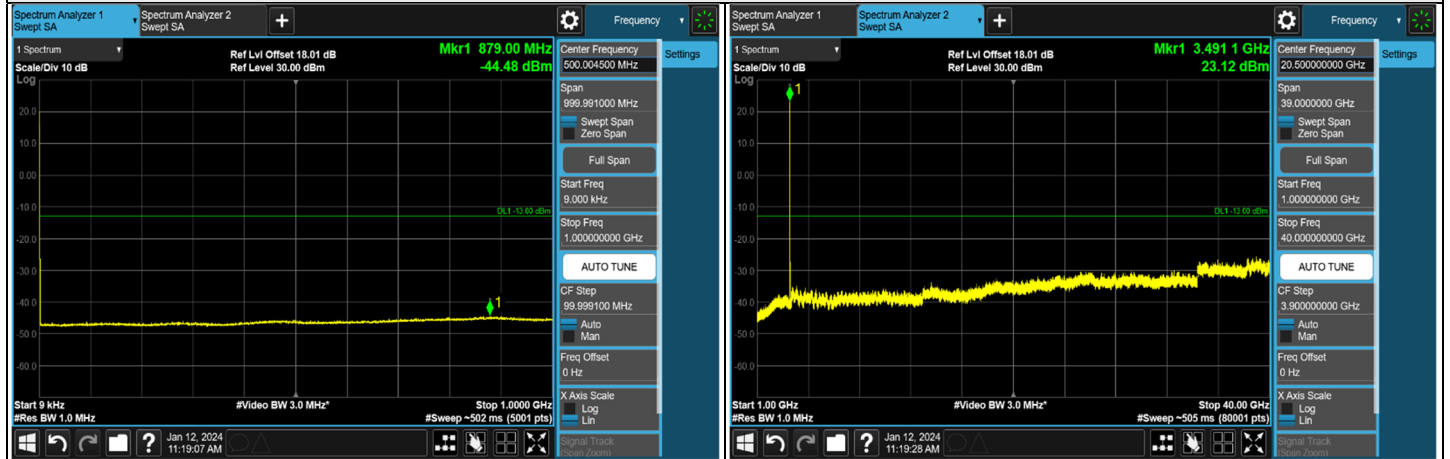 Spectrum Analyzer 1
Swept SA
Spectrum Analyzer 2
Swept SA
Frequency
1 Spectrum
Scale/Div 10 dB
Log
Ref Lvl Offset 18.01 dB
Ref Level 30.00 dBm
Mkr1 879.00 MHz
-44.48 dBm
20.0
10.0
0.00
-10.0
-20.0
-30.0
-40.0
-50.0
-60.0
DL1 -13.00 dBm
1
Start 9 kHz
#Res BW 1.0 MHz
#Video BW 3.0 MHz*
Stop 1.0000 GHz
#Sweep ~502 ms (5001 pts)
Center Frequency
500.004500 MHz
Settings
Span
999.991000 MHz
Swept Span
Zero Span
Full Span
Start Freq
9.000 kHz
Stop Freq
1.000000000 GHz
AUTO TUNE
CF Step
99.999100 MHz
Auto
Man
Freq Offset
0 Hz
X Axis Scale
Log
Lin
Signal Track
(Span Zoom)
?
Jan 12, 2024
11:19:07 AM
Spectrum Analyzer 1
Swept SA
Spectrum Analyzer 2
Swept SA
Frequency
1 Spectrum
Scale/Div 10 dB
Log
Ref Lvl Offset 18.01 dB
Ref Level 30.00 dBm
Mkr1 3.491 1 GHz
23.12 dBm
20.0
10.0
0.00
-10.0
-20.0
-30.0
-40.0
-50.0
-60.0
DL1 -13.00 dBm
1
Start 1.00 GHz
#Res BW 1.0 MHz
#Video BW 3.0 MHz*
Stop 40.00 GHz
#Sweep ~505 ms (80001 pts)
Center Frequency
20.500000000 GHz
Settings
Span
39.0000000 GHz
Swept Span
Zero Span
Full Span
Start Freq
1.000000000 GHz
Stop Freq
40.000000000 GHz
AUTO TUNE
CF Step
3.900000000 GHz
Auto
Man
Freq Offset
0 Hz
X Axis Scale
Log
Lin
Signal Track
(Span Zoom)
?
Jan 12, 2024
11:19:28 AM